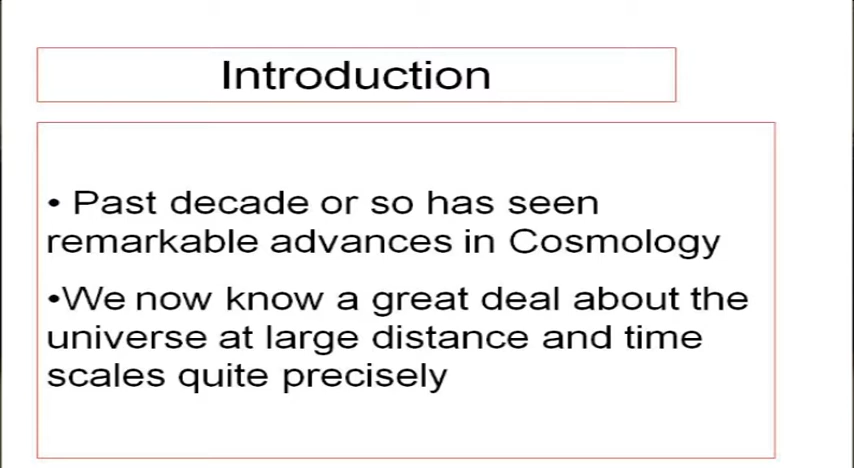 Introduction
• Past decade or so has seen
remarkable advances in Cosmology
•We now know a great deal about the
universe at large distance and time
scales quite precisely